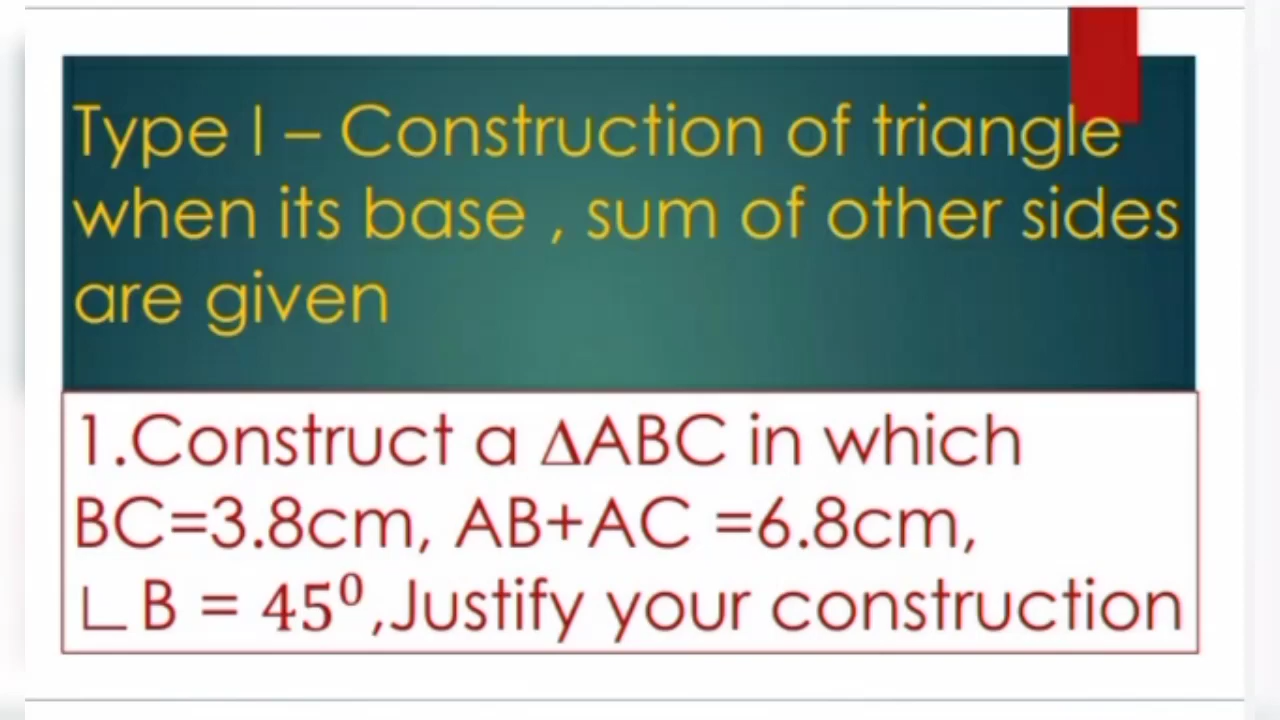 Type I – Construction of triangle
when its base , sum of other sides
are given
1.Construct a ∆ABC in which
BC=3.8cm, AB+AC =6.8cm,
∟B = 45⁰,Justify your construction